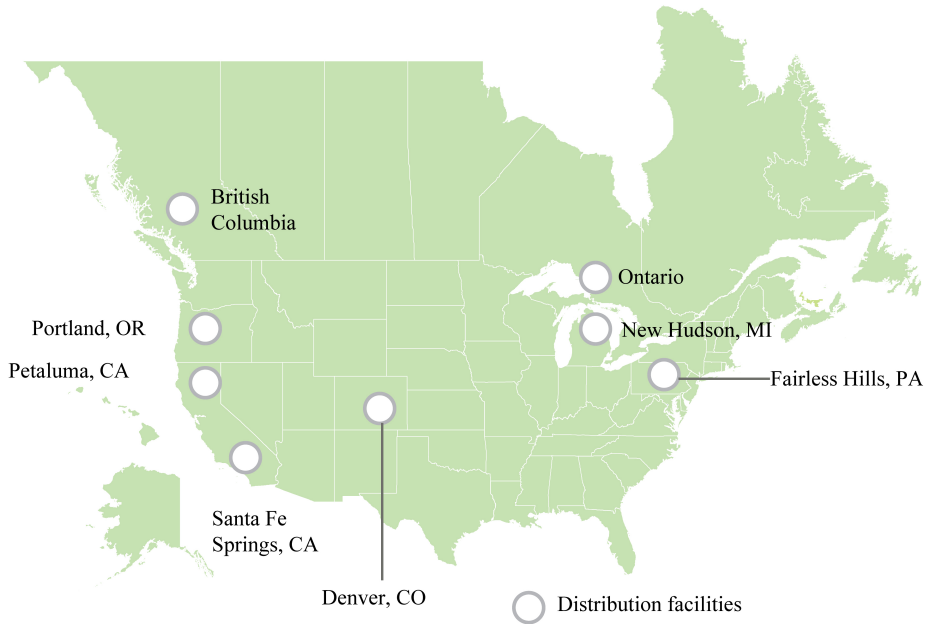 British
Columbia
Ontario
Portland, OR
New Hudson, MI
Petaluma, CA
Fairless Hills, PA
Santa Fe
Springs, CA
Denver, CO
Distribution facilities